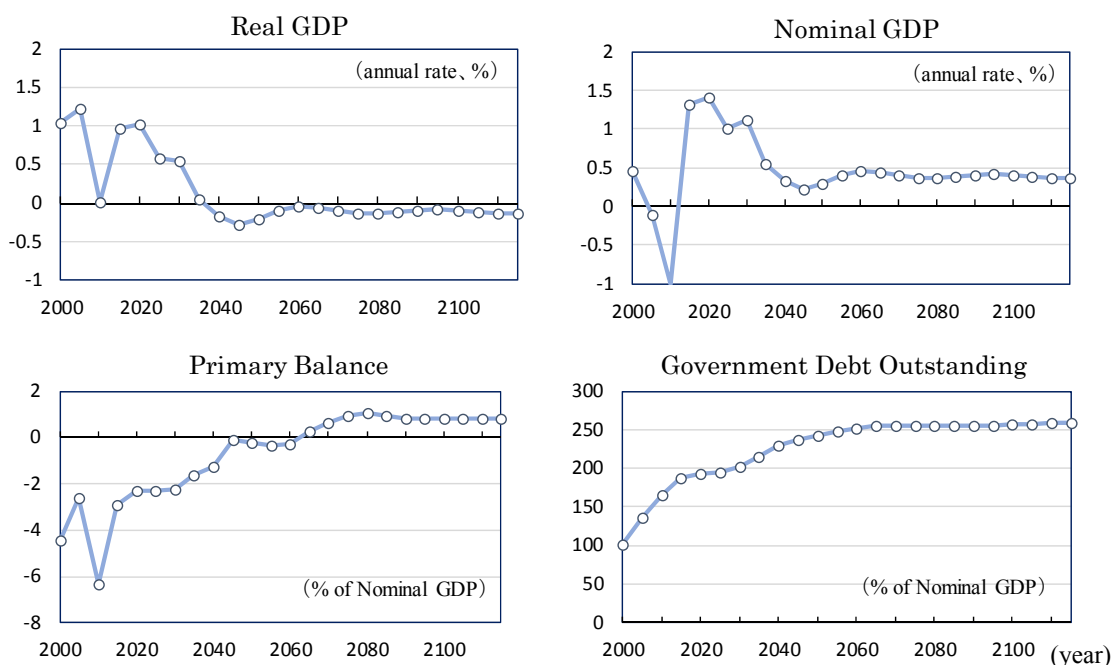 Real GDP
2
1.5
1
0.5
0
-0.5
-1
(annual rate、%)
2000 2020 2040 2060 2080 2100
Nominal GDP
2
1.5
1
0.5
0
-0.5
-1
(annual rate、%)
2000 2020 2040 2060 2080 2100
Primary Balance
2
0
-2
-4
-6
-8
(% of Nominal GDP)
2000 2020 2040 2060 2080 2100
Government Debt Outstanding
300
250
200
150
100
50
0
(% of Nominal GDP)
2000 2020 2040 2060 2080 2100 (year)